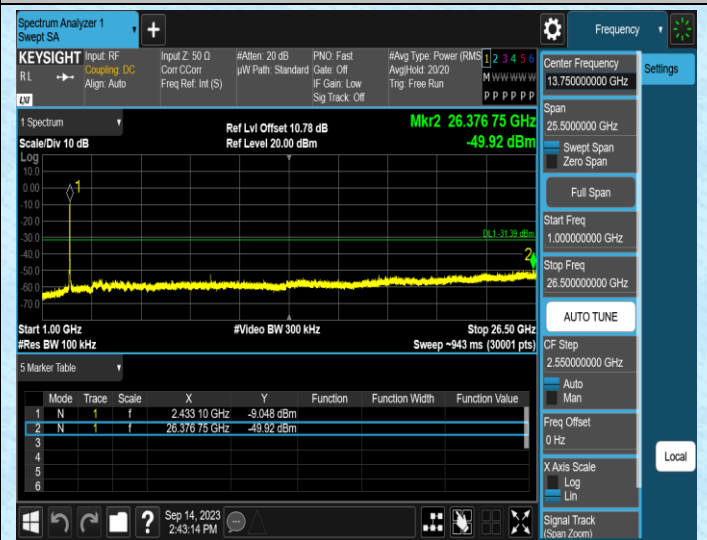 Spectrum Analyzer 1
Swept SA
+
Frequency
KEYSIGHT
RL
LXI
Input: RF
Coupling: DC
Align: Auto
Input Z: 50 Ω
Corr CCorr
Freq Ref: Int (S)
#Atten: 20 dB
µW Path: Standard
PNO: Fast
Gate: Off
IF Gain: Low
Sig Track: Off
#Avg Type: Power (RMS
Avg|Hold: 20/20
Trig: Free Run
1 2 3 4 5 6
M W W W W W
P P P P P P
1 Spectrum
Scale/Div 10 dB
Ref Lvl Offset 10.78 dB
Ref Level 20.00 dBm
Mkr2 26.376 75 GHz
-49.92 dBm
Log
10.0
0.00
-10.0
-20.0
-30.0
-40.0
-50.0
-60.0
-70.0
1
DL1 -31.39 dBm
2
Start 1.00 GHz
#Video BW 300 kHz
Stop 26.50 GHz
#Res BW 100 kHz
Sweep ~943 ms (30001 pts)
5 Marker Table
Mode Trace Scale X Y Function Function Width Function Value
1 N 1 f 2.433 10 GHz -9.048 dBm
2 N 1 f 26.376 75 GHz -49.92 dBm
3
4
5
6
Sep 14, 2023
2:43:14 PM
?
Center Frequency
13.750000000 GHz
Span
25.5000000 GHz
Swept Span
Zero Span
Full Span
Start Freq
1.000000000 GHz
Stop Freq
26.500000000 GHz
AUTO TUNE
CF Step
2.550000000 GHz
Auto
Man
Freq Offset
0 Hz
X Axis Scale
Log
Lin
Signal Track
(Span Zoom)
Settings
Local